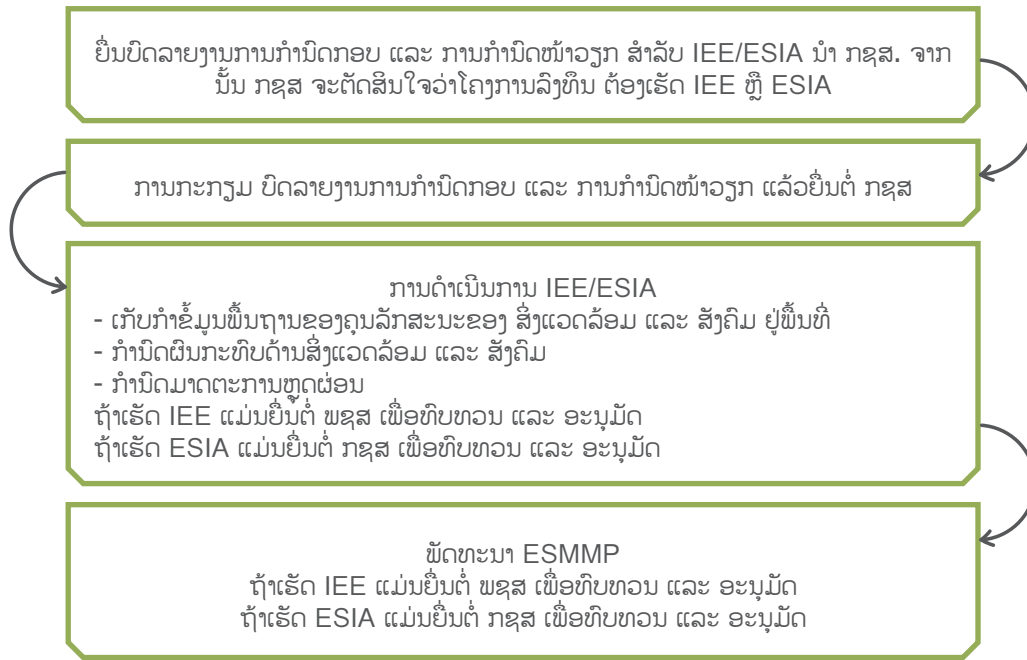 ຍື່ນບົດລາຍງານການກຳນົດກອບ ແລະ ການກຳນົດໜ້າວຽກ ສຳລັບ IEE/ESIA ນຳ ກຊສ. ຈາກ
ນັ້ນ ກຊສ ຈະຕັດສິນໃຈວ່າໂຄງການລົງທຶນ ຕ້ອງເຮັດ IEE ຫຼື ESIA
ການກະກຽມ ບົດລາຍງານການກຳນົດກອບ ແລະ ການກຳນົດໜ້າວຽກ ແລ້ວຍື່ນຕໍ່ ກຊສ
ການດຳເນີນການ IEE/ESIA
- ເກັບກຳຂໍ້ມູນພື້ນຖານຂອງຄຸນລັກສະນະຂອງ ສິ່ງແວດລ້ອມ ແລະ ສັງຄົມ ຢູ່ພື້ນທີ່
- ກຳນົດຜົນກະທົບດ້ານສິ່ງແວດລ້ອມ ແລະ ສັງຄົມ
- ກຳນົດມາດຕະການຫຼຸດຜ່ອນ
ຖ້າເຮັດ IEE ແມ່ນຍື່ນຕໍ່ ພຊສ ເພື່ອທົບທວນ ແລະ ອະນຸມັດ
ຖ້າເຮັດ ESIA ແມ່ນຍື່ນຕໍ່ ກຊສ ເພື່ອທົບທວນ ແລະ ອະນຸມັດ
ພັດທະນາ ESMMP
ຖ້າເຮັດ IEE ແມ່ນຍື່ນຕໍ່ ພຊສ ເພື່ອທົບທວນ ແລະ ອະນຸມັດ
ຖ້າເຮັດ ESIA ແມ່ນຍື່ນຕໍ່ ກຊສ ເພື່ອທົບທວນ ແລະ ອະນຸມັດ